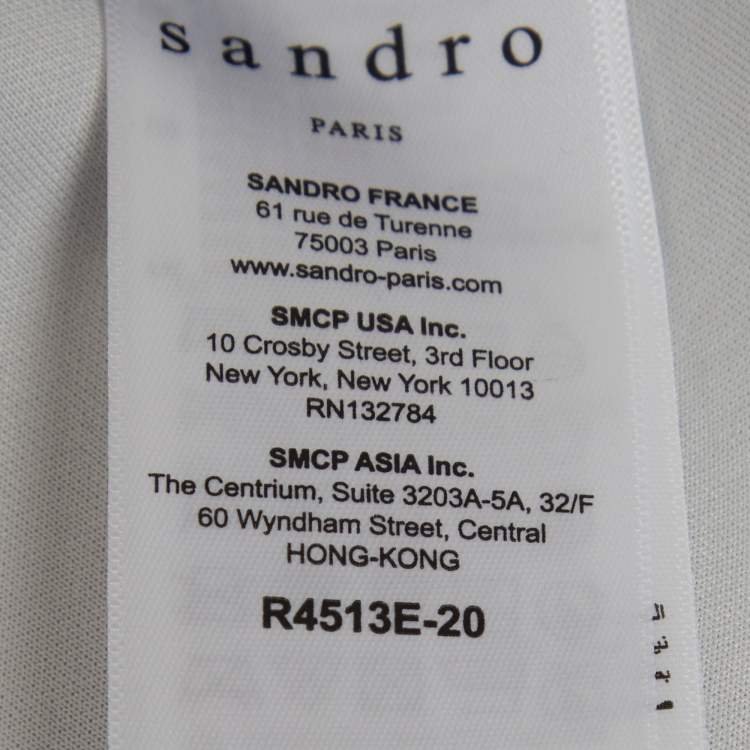 sandro
PARIS
SANDRO FRANCE
61 rue de Turenne
75003 Paris
www.sandro-paris.com
SMCP USA Inc.
10 Crosby Street, 3rd Floor
New York, New York 10013
RN132784
SMCP ASIA Inc.
The Centrium, Suite 3203A-5A, 32/F
60 Wyndham Street, Central
HONG-KONG
R4513E-20